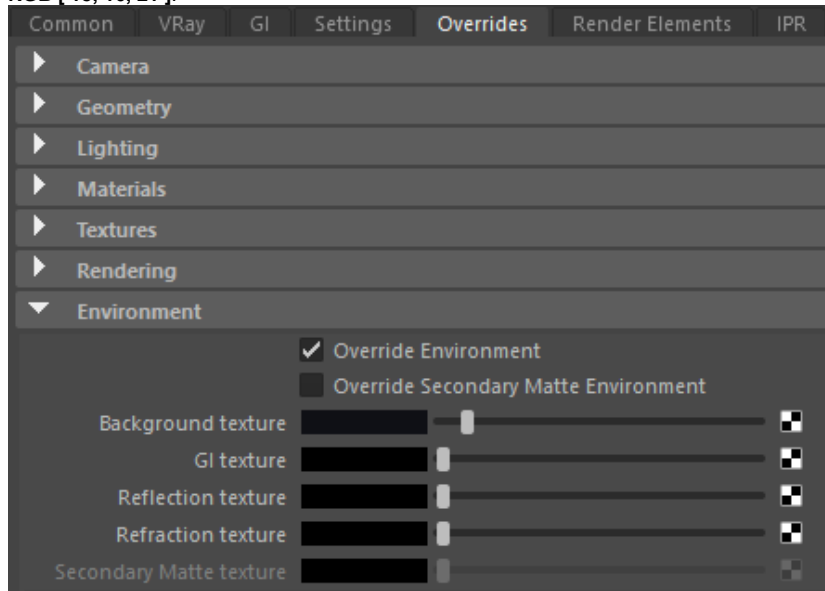 Common VRay GI Settings Overrides Render Elements IPR
Camera
Geometry
Lighting
Materials
Textures
Rendering
Environment
Override Environment
Override Secondary Matte Environment
Background texture
GI texture
Reflection texture
Refraction texture
Secondary Matte texture